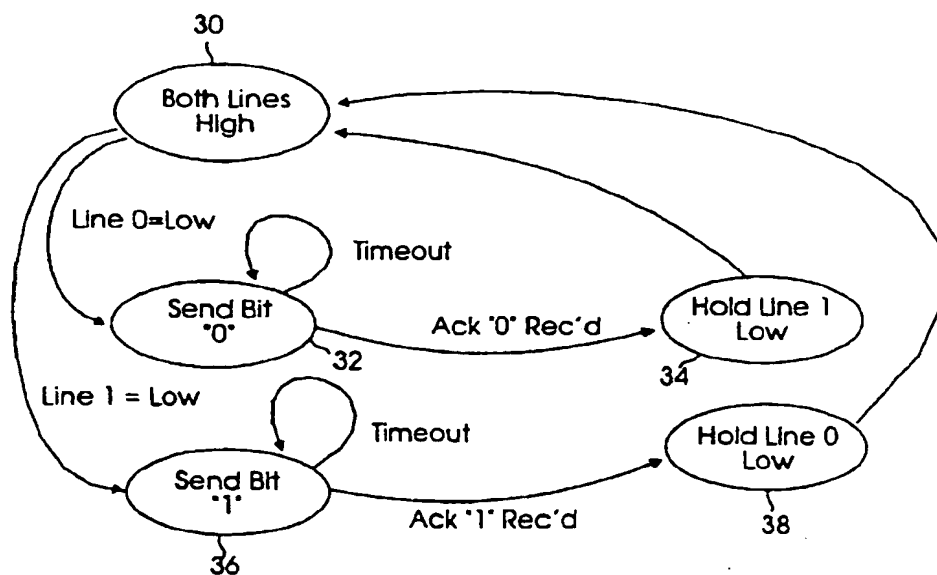 30
Both Lines
High
Line 0=Low
Timeout
Send Bit
"0"
32
Ack "0" Rec'd
Hold Line 1
Low
34
Line 1 = Low
Timeout
Send Bit
"1"
36
Ack "1" Rec'd
Hold Line 0
Low
38